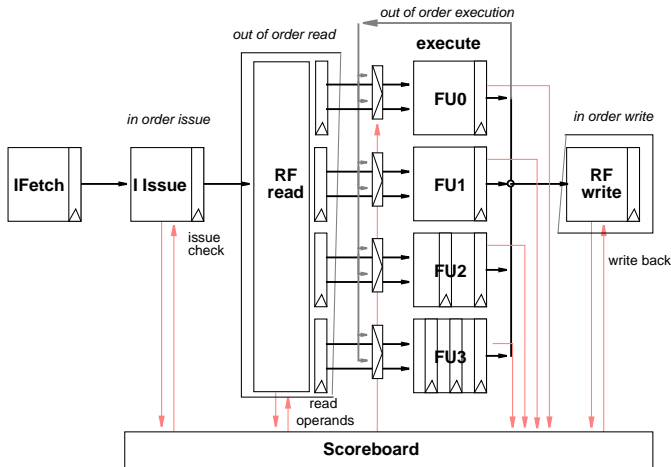 out of order execution
out of order read
execute
in order issue
in order write
IFetch
I Issue
RF
read
FU0
FU1
FU2
FU3
RF
write
issue
check
write back
read
operands
Scoreboard